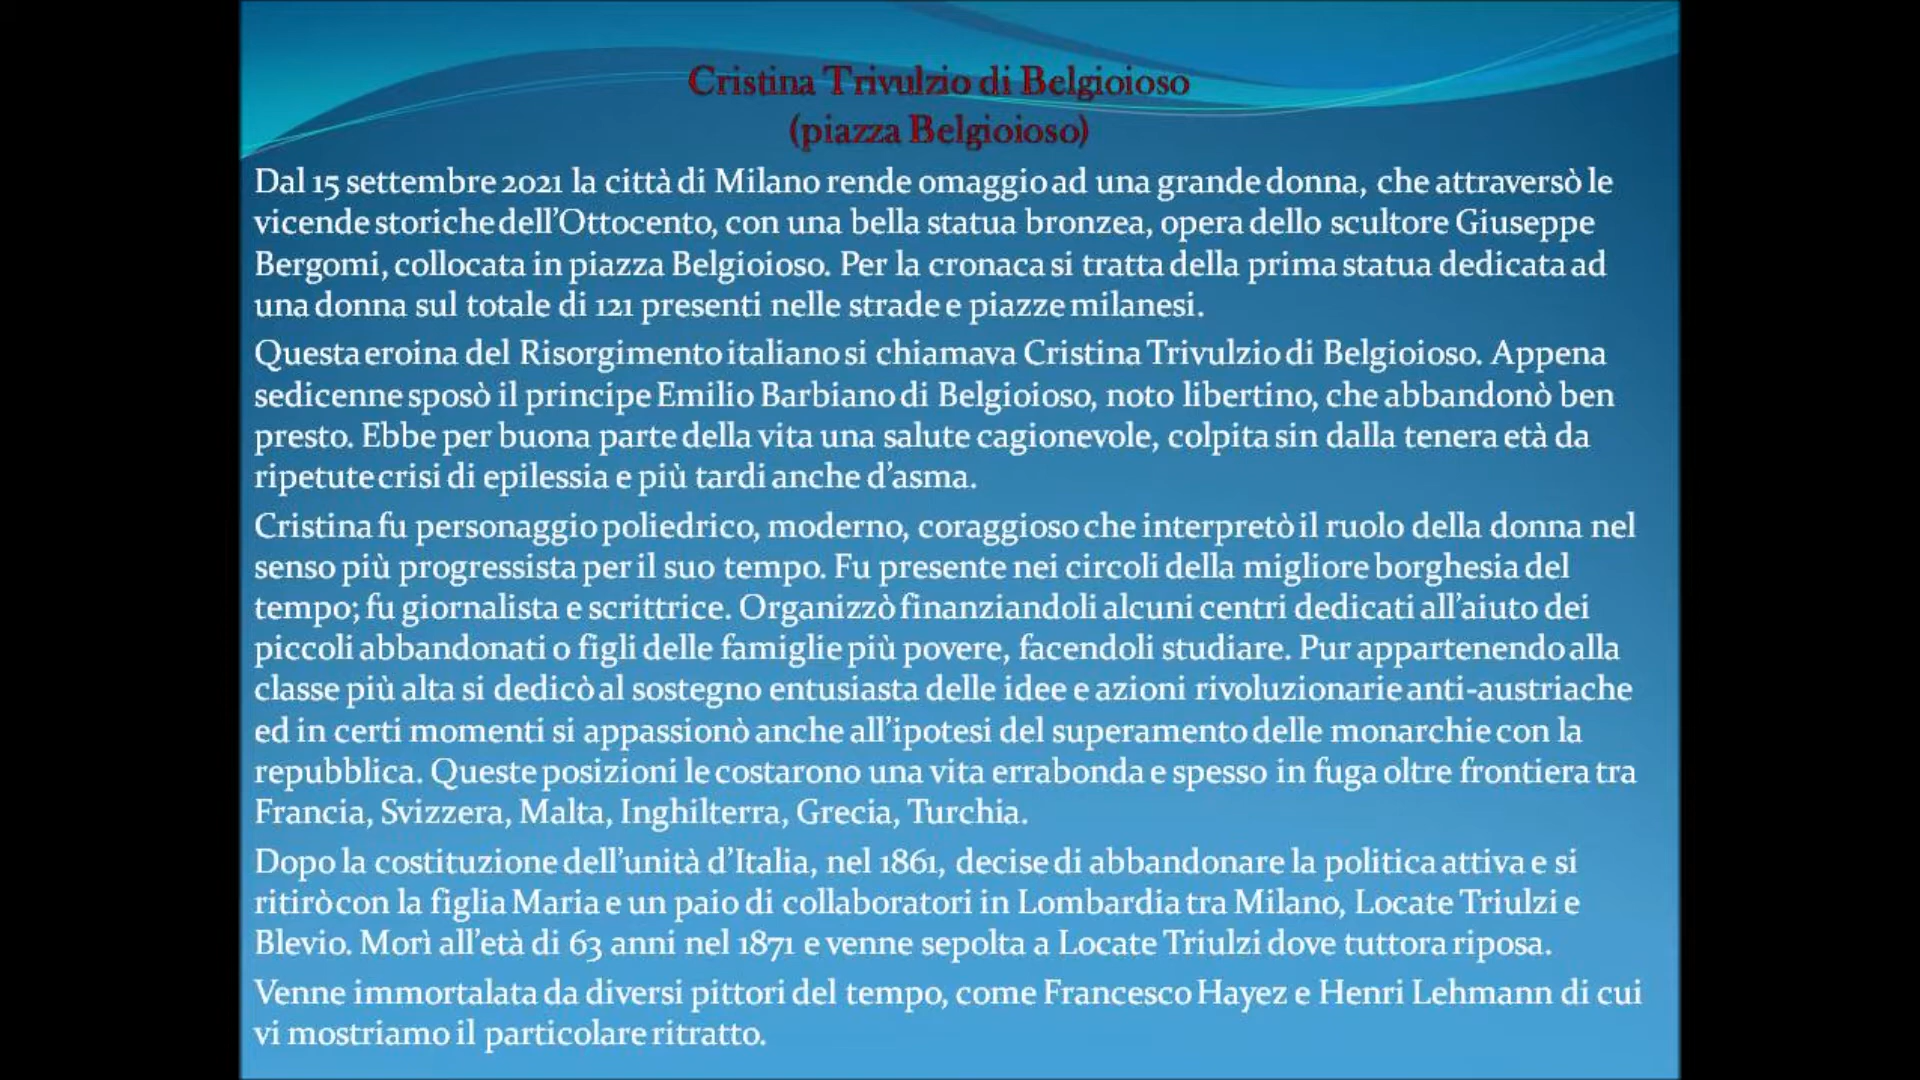 Cristina Trivulzio di Belgioioso
(piazza Belgioioso)
Dal 15 settembre 2021 la città di Milano rende omaggio ad una grande donna, che attraversò le
vicende storiche dell’Ottocento, con una bella statua bronzea, opera dello scultore Giuseppe
Bergomi, collocata in piazza Belgioioso. Per la cronaca si tratta della prima statua dedicata ad
una donna sul totale di 121 presenti nelle strade e piazze milanesi.
Questa eroina del Risorgimento italiano si chiamava Cristina Trivulzio di Belgioioso. Appena
sedicenne sposò il principe Emilio Barbiano di Belgioioso, noto libertino, che abbandonò ben
presto. Ebbe per buona parte della vita una salute cagionevole, colpita sin dalla tenera età da
ripetute crisi di epilessia e più tardi anche d’asma.
Cristina fu personaggio poliedrico, moderno, coraggioso che interpretò il ruolo della donna nel
senso più progressista per il suo tempo. Fu presente nei circoli della migliore borghesia del
tempo; fu giornalista e scrittrice. Organizzò finanziandoli alcuni centri dedicati all’aiuto dei
piccoli abbandonati o figli delle famiglie più povere, facendoli studiare. Pur appartenendo alla
classe più alta si dedicò al sostegno entusiasta delle idee e azioni rivoluzionarie anti-austriache
ed in certi momenti si appassionò anche all’ipotesi del superamento delle monarchie con la
repubblica. Queste posizioni le costarono una vita errabonda e spesso in fuga oltre frontiera tra
Francia, Svizzera, Malta, Inghilterra, Grecia, Turchia.
Dopo la costituzione dell’unità d’Italia, nel 1861, decise di abbandonare la politica attiva e si
ritirò con la figlia Maria e un paio di collaboratori in Lombardia tra Milano, Locate Triulzi e
Blevio. Morì all’età di 63 anni nel 1871 e venne sepolta a Locate Triulzi dove tuttora riposa.
Venne immortalata da diversi pittori del tempo, come Francesco Hayez e Henri Lehmann di cui
vi mostriamo il particolare ritratto.